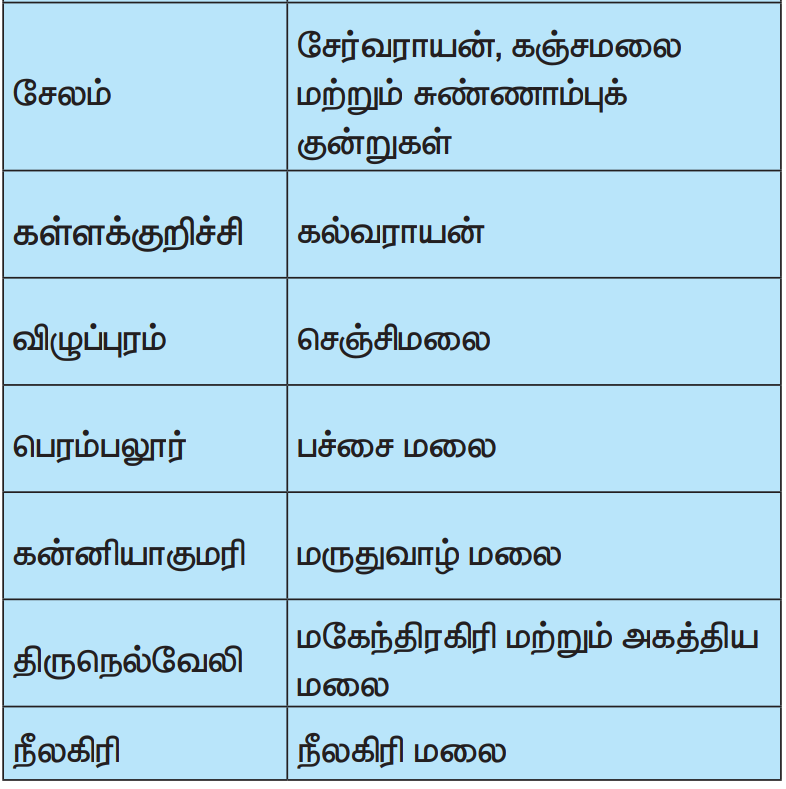 சேலம்
சேர்வராயன், கஞ்சமலை
மற்றும் சுண்ணாம்புக்
குன்றுகள்
கள்ளக்குறிச்சி
கல்வராயன்
விழுப்புரம்
செஞ்சிமலை
பெரம்பலூர்
பச்சை மலை
கன்னியாகுமரி
மருதுவாழ் மலை
திருநெல்வேலி
மகேந்திரகிரி மற்றும் அகத்திய
மலை
நீலகிரி
நீலகிரி மலை